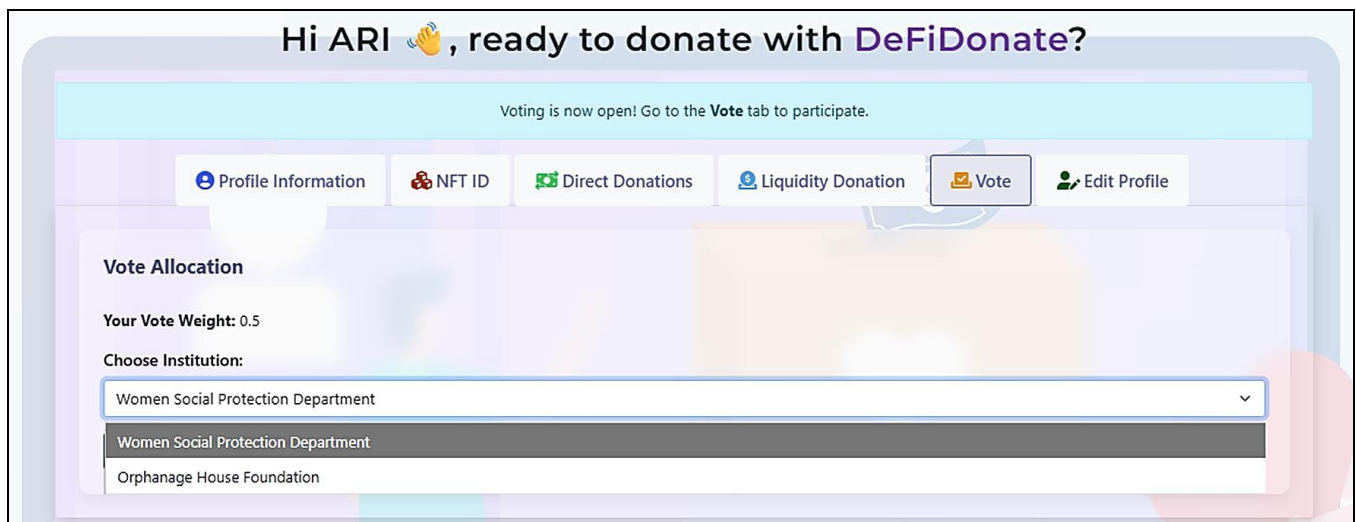 Hi ARI 👋, ready to donate with DeFiDonate?
Voting is now open! Go to the Vote tab to participate.
Profile Information NFT ID Direct Donations Liquidity Donation Vote Edit Profile
Vote Allocation
Your Vote Weight: 0.5
Choose Institution:
Women Social Protection Department
Women Social Protection Department
Orphanage House Foundation